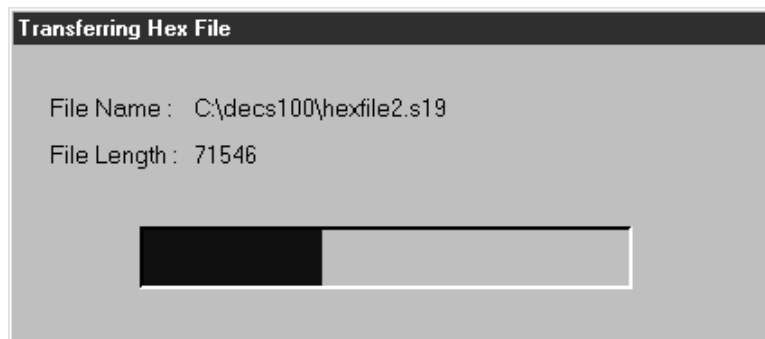 Transferring Hex File
File Name : C:\decs100\hexfile2.s19
File Length : 71546